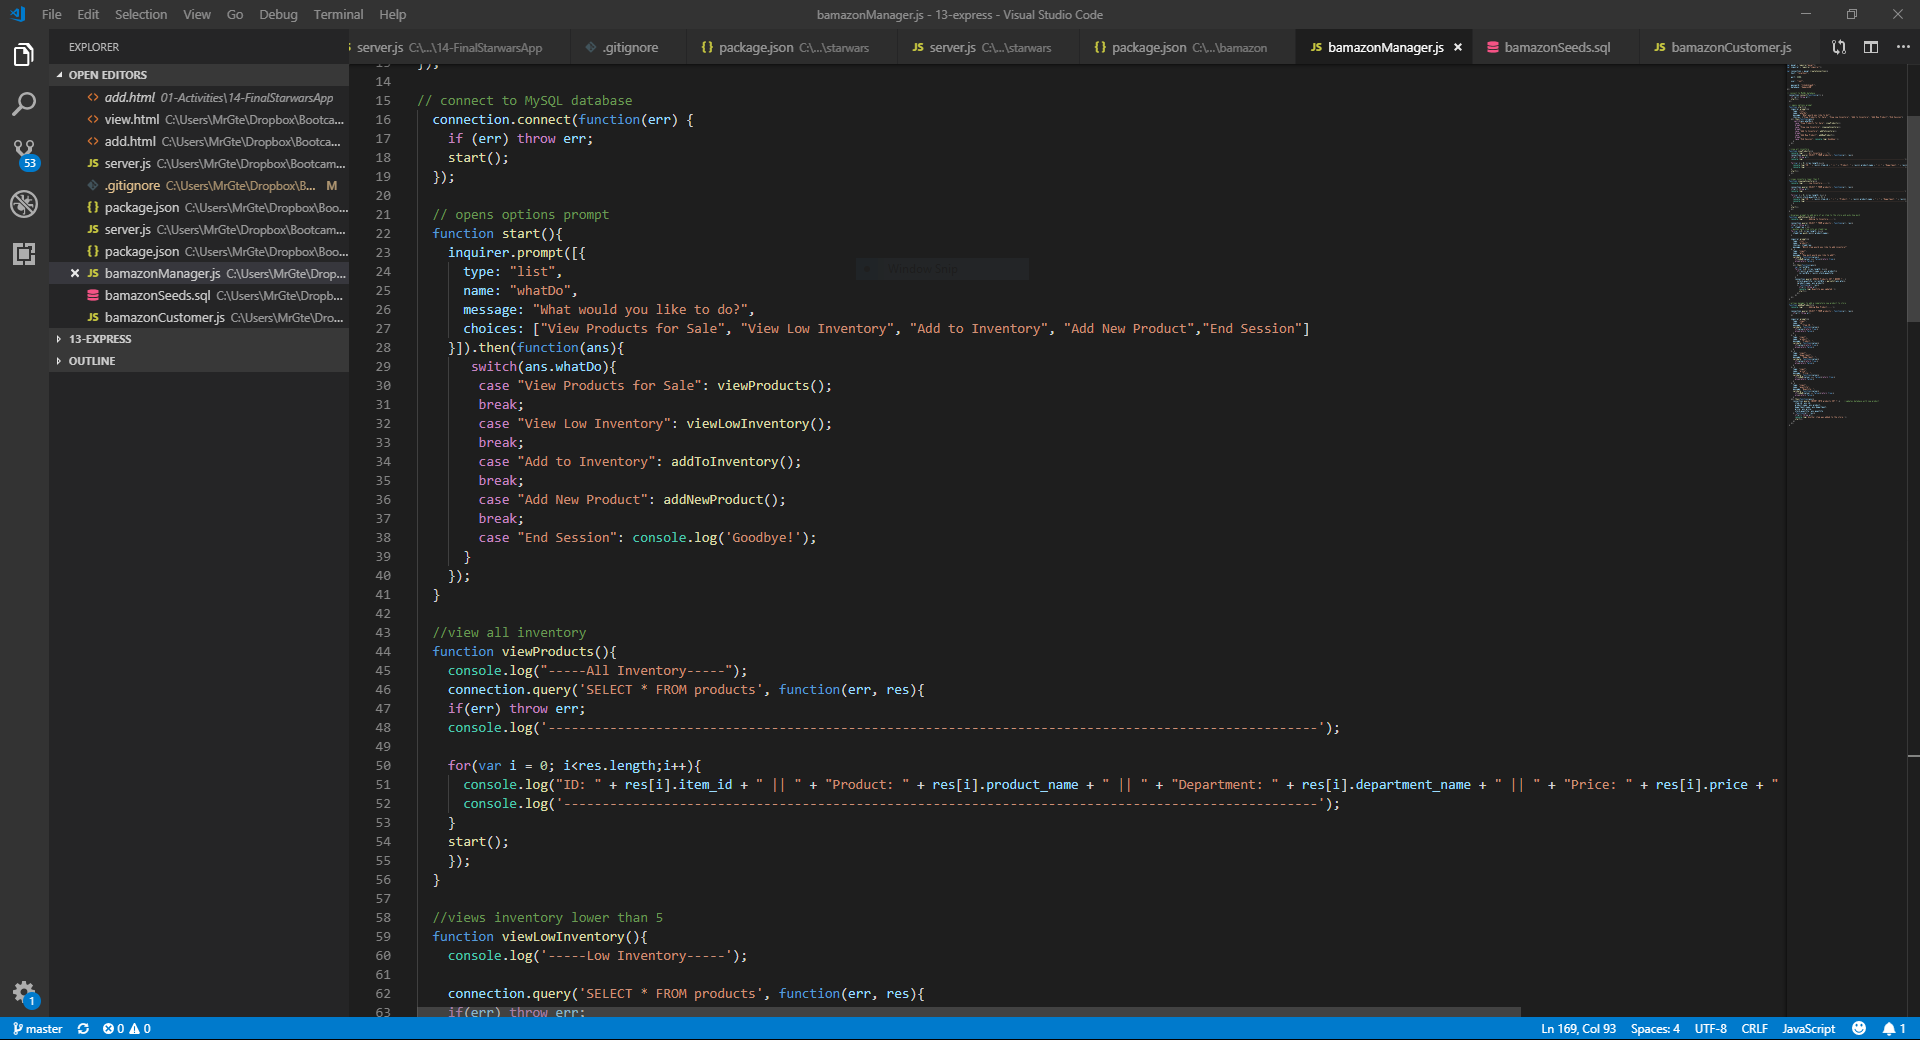 File Edit Selection View Go Debug Terminal Help
bamazonManager.js - 13-express - Visual Studio Code
EXPLORER
server.js C:\...\14-FinalStarwarsApp
.gitignore
{} package.json C:\...\starwars
JS server.js C:\...\starwars
{} package.json C:\...\bamazon
JS bamazonManager.js ×
bamazonSeeds.sql
JS bamazonCustomer.js
OPEN EDITORS
<> add.html 01-Activities\14-FinalStarwarsApp
<> view.html C:\Users\MrGte\Dropbox\Bootca...
<> add.html C:\Users\MrGte\Dropbox\Bootca...
JS server.js C:\Users\MrGte\Dropbox\Bootcam...
.gitignore C:\Users\MrGte\Dropbox\B... M
{} package.json C:\Users\MrGte\Dropbox\Boo...
JS server.js C:\Users\MrGte\Dropbox\Bootcam...
{} package.json C:\Users\MrGte\Dropbox\Boo...
× JS bamazonManager.js C:\Users\MrGte\Drop...
bamazonSeeds.sql C:\Users\MrGte\Dropb...
JS bamazonCustomer.js C:\Users\MrGte\Dro...
13-EXPRESS
OUTLINE
53
1
13 });
14
15 // connect to MySQL database
16 connection.connect(function(err) {
17 if (err) throw err;
18 start();
19 });
20
21 // opens options prompt
22 function start(){
23 inquirer.prompt([{
24 type: "list",
25 name: "whatDo",
26 message: "What would you like to do?",
27 choices: ["View Products for Sale", "View Low Inventory", "Add to Inventory", "Add New Product","End Session"]
28 }]).then(function(ans){
29 switch(ans.whatDo){
30 case "View Products for Sale": viewProducts();
31 break;
32 case "View Low Inventory": viewLowInventory();
33 break;
34 case "Add to Inventory": addToInventory();
35 break;
36 case "Add New Product": addNewProduct();
37 break;
38 case "End Session": console.log('Goodbye!');
39 }
40 });
41 }
42
43 //view all inventory
44 function viewProducts(){
45 console.log("-----All Inventory-----");
46 connection.query('SELECT * FROM products', function(err, res){
47 if(err) throw err;
48 console.log('----------------------------------------------------------------------------------------------------');
49
50 for(var i = 0; i<res.length;i++){
51 console.log("ID: " + res[i].item_id + " || " + "Product: " + res[i].product_name + " || " + "Department: " + res[i].department_name + " || " + "Price: " + res[i].price + "
52 console.log('--------------------------------------------------------------------------------------------------');
53 }
54 start();
55 });
56 }
57
58 //views inventory lower than 5
59 function viewLowInventory(){
60 console.log('-----Low Inventory-----');
61
62 connection.query('SELECT * FROM products', function(err, res){
63 if(err) throw err;
master 0 0
Ln 169, Col 93 Spaces: 4 UTF-8 CRLF JavaScript 1